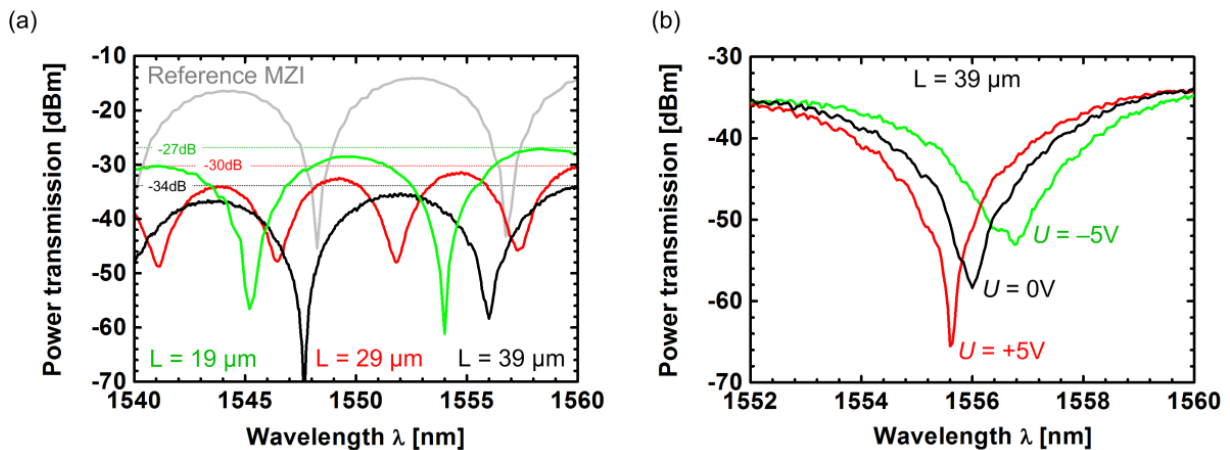 (a)
Power transmission [dBm]
-10
-20
-30
-40
-50
-60
-70
Reference MZI
-27dB
-30dB
-34dB
L = 19 µm L = 29 µm L = 39 µm
1540 1545 1550 1555 1560
Wavelength λ [nm]
(b)
Power transmission [dBm]
-30
-40
-50
-60
-70
L = 39 µm
U = –5V
U = 0V
U = +5V
1552 1554 1556 1558 1560
Wavelength λ [nm]